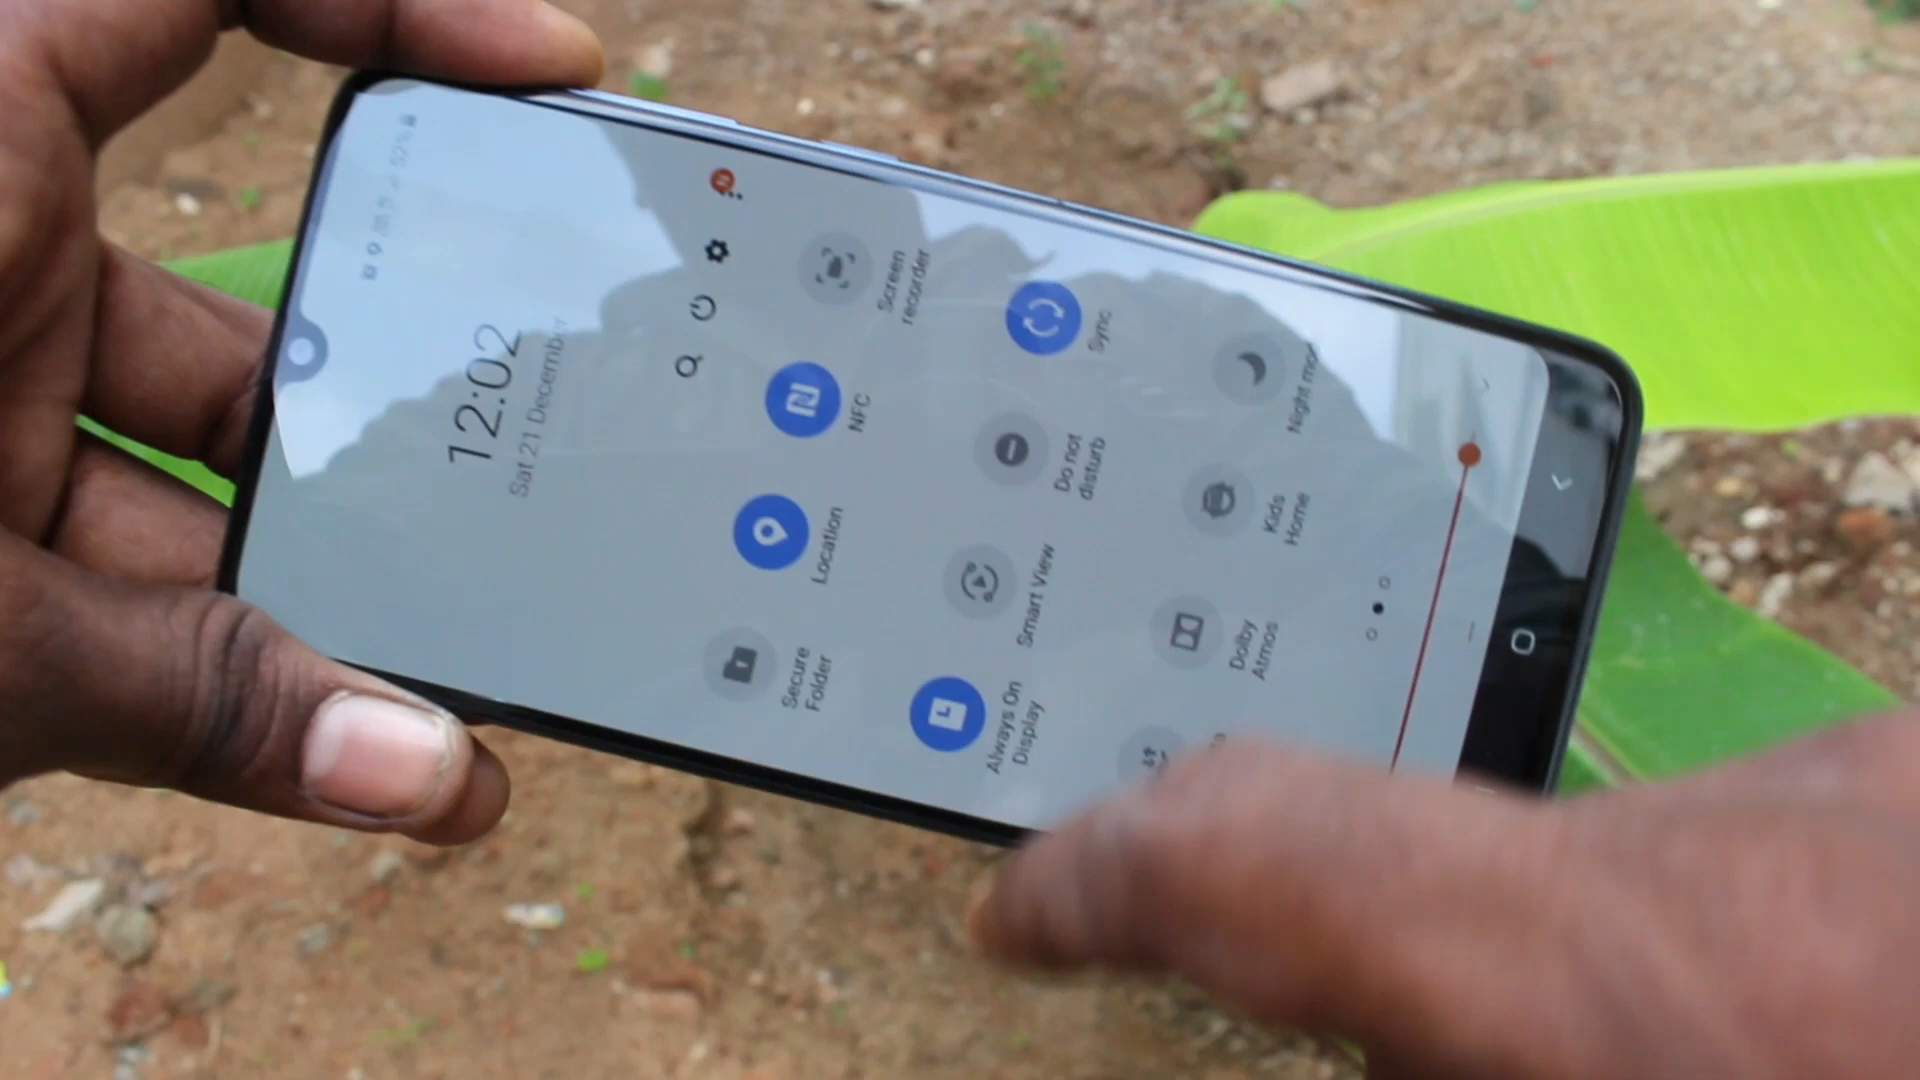 52%
12:02
Sat 21 December
Secure
Folder
Location
NFC
Screen
recorder
Always On
Display
Smart View
Do not
disturb
Sync
Dolby
Atmos
Kids
Home
Night